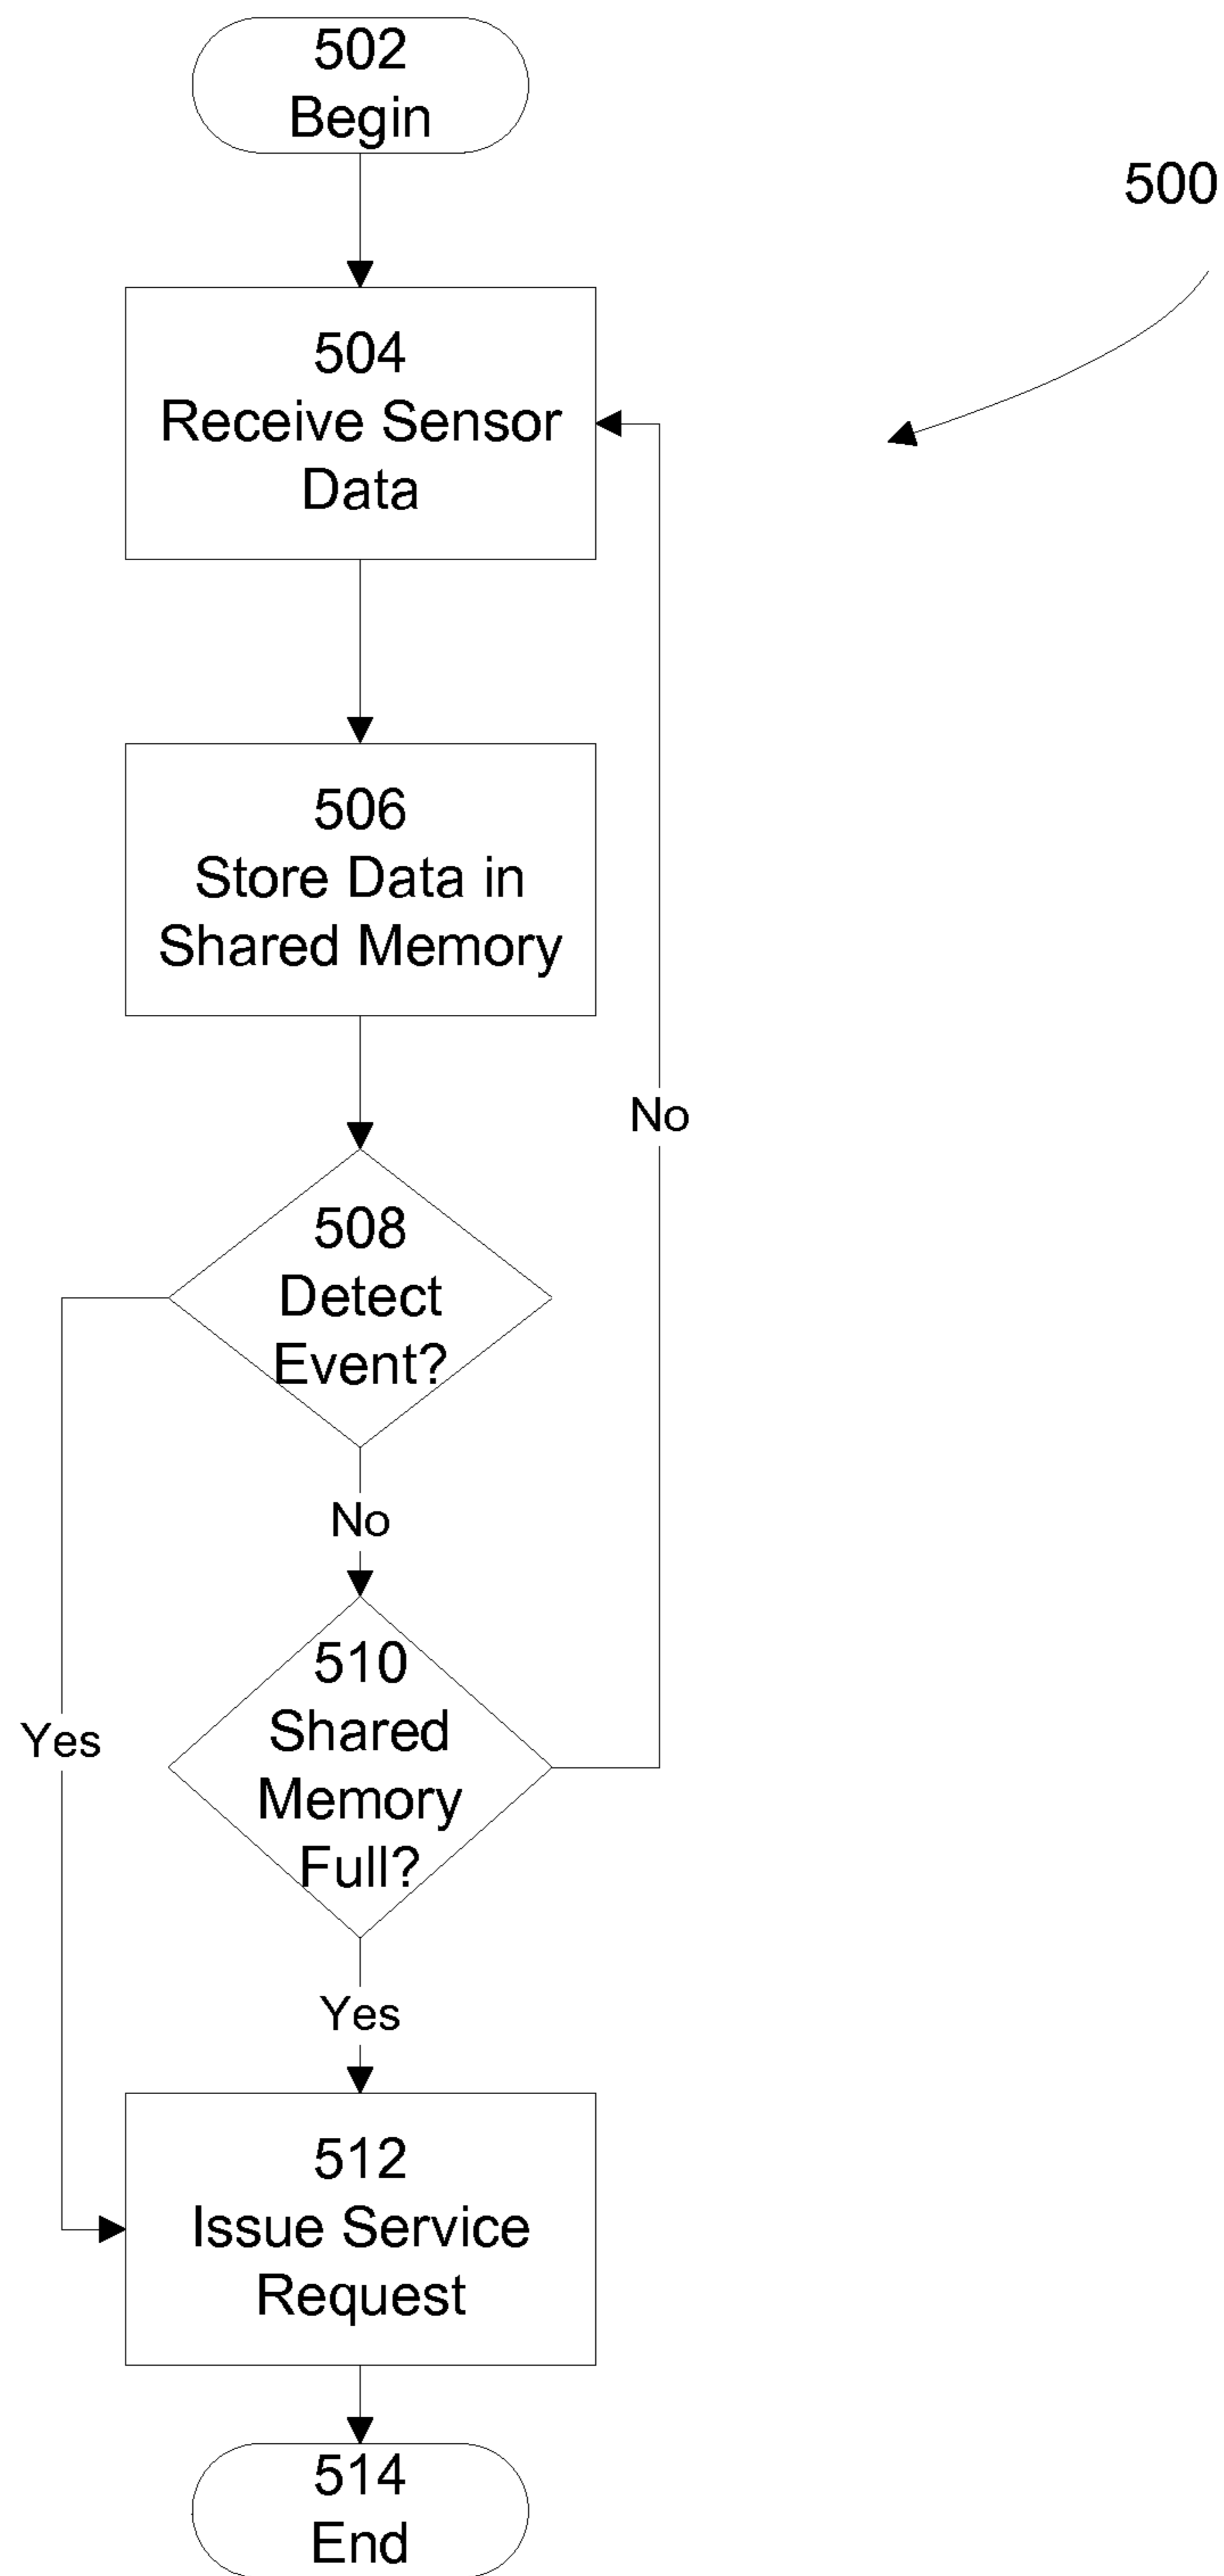 502
Begin
500
504
Receive Sensor
Data
506
Store Data in
Shared Memory
No
508
Detect
Event?
No
510
Shared
Memory
Full?
Yes
Yes
512
Issue Service
Request
514
End